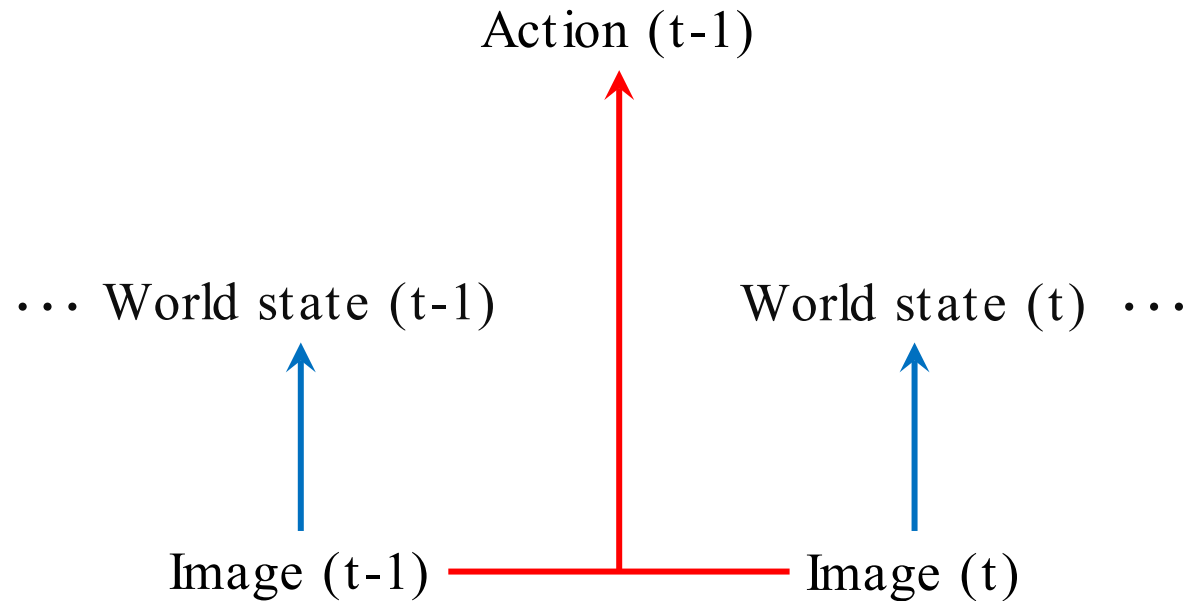 Action (t-1)
··· World state (t-1)
World state (t) ···
Image (t-1)
Image (t)